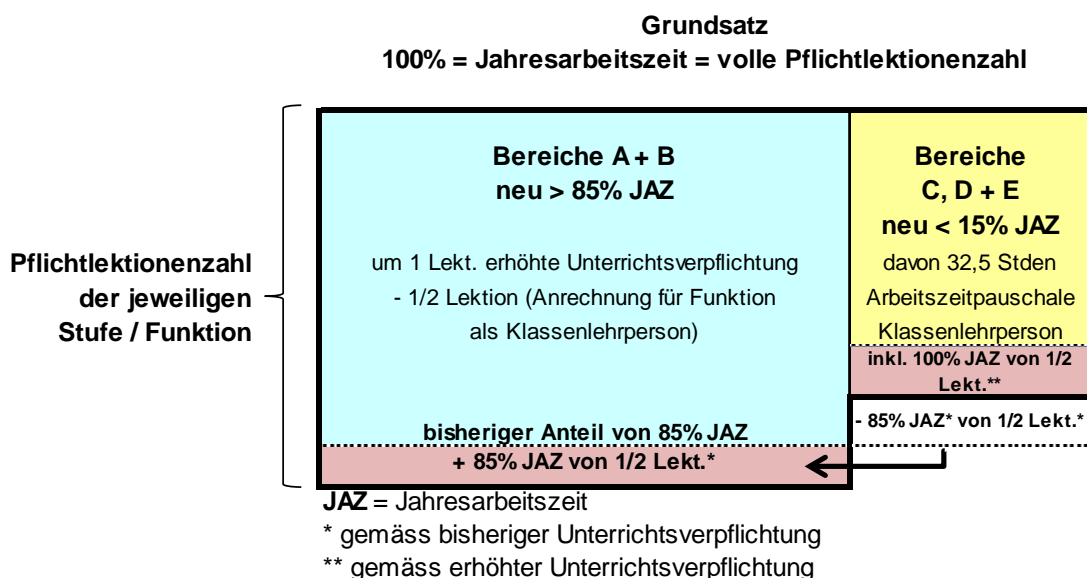 Grundsatz
100% = Jahresarbeitszeit = volle Pflichtlektionenzahl
Pflichtlektionenzahl
der jeweiligen
Stufe / Funktion
Bereiche A + B
neu > 85% JAZ
um 1 Lekt. erhöhte Unterrichtsverpflichtung
- 1/2 Lektion (Anrechnung für Funktion
als Klassenlehrperson)
bisheriger Anteil von 85% JAZ
+ 85% JAZ von 1/2 Lekt.*
Bereiche
C, D + E
neu < 15% JAZ
davon 32,5 Stden
Arbeitszeitpauschale
Klassenlehrperson
inkl. 100% JAZ von 1/2
Lekt.**
- 85% JAZ* von 1/2 Lekt.*
JAZ = Jahresarbeitszeit
* gemäss bisheriger Unterrichtsverpflichtung
** gemäss erhöhter Unterrichtsverpflichtung